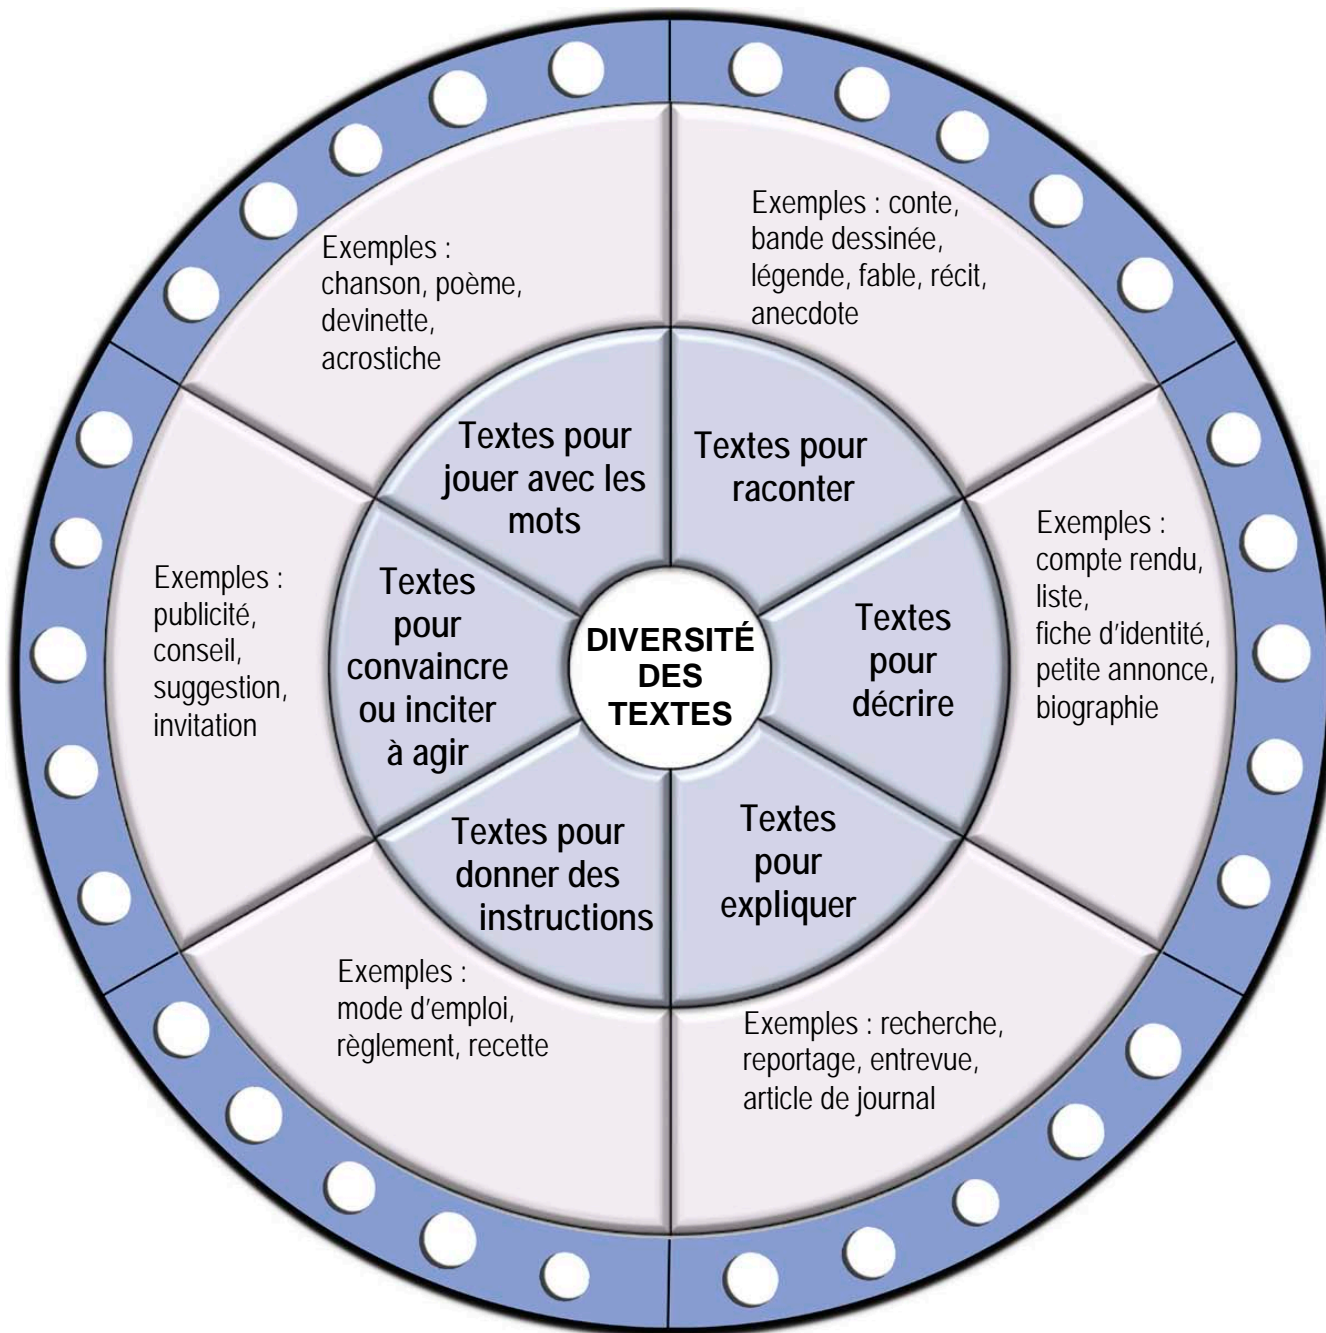 DIVERSITÉ
DES
TEXTES
Textes pour
raconter
Exemples : conte,
bande dessinée,
légende, fable, récit,
anecdote
Textes
pour
décrire
Exemples :
compte rendu,
liste,
fiche d'identité,
petite annonce,
biographie
Textes
pour
expliquer
Exemples : recherche,
reportage, entrevue,
article de journal
Textes pour
donner des
instructions
Exemples :
mode d'emploi,
règlement, recette
Textes
pour
convaincre
ou inciter
à agir
Exemples :
publicité,
conseil,
suggestion,
invitation
Textes pour
jouer avec les
mots
Exemples :
chanson, poème,
devinette,
acrostiche